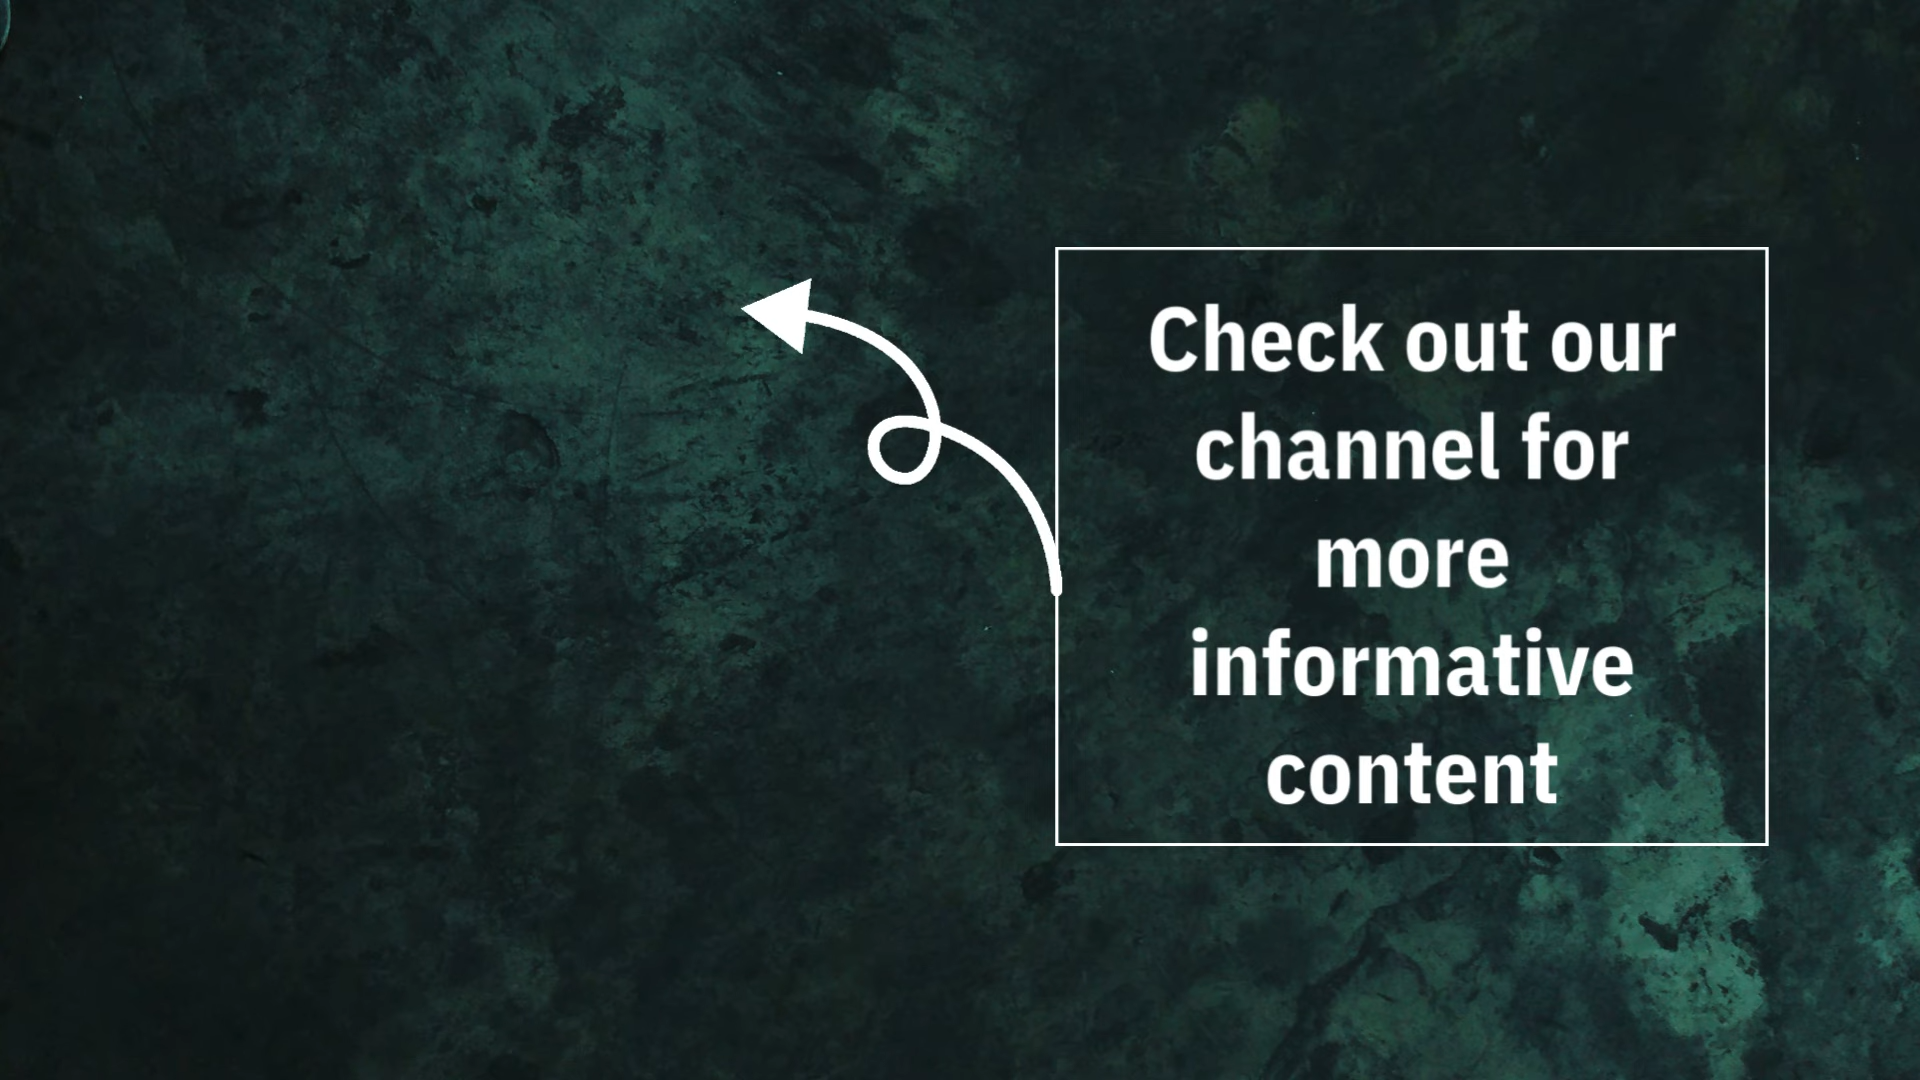 Check out our
channel for
more
informative
content